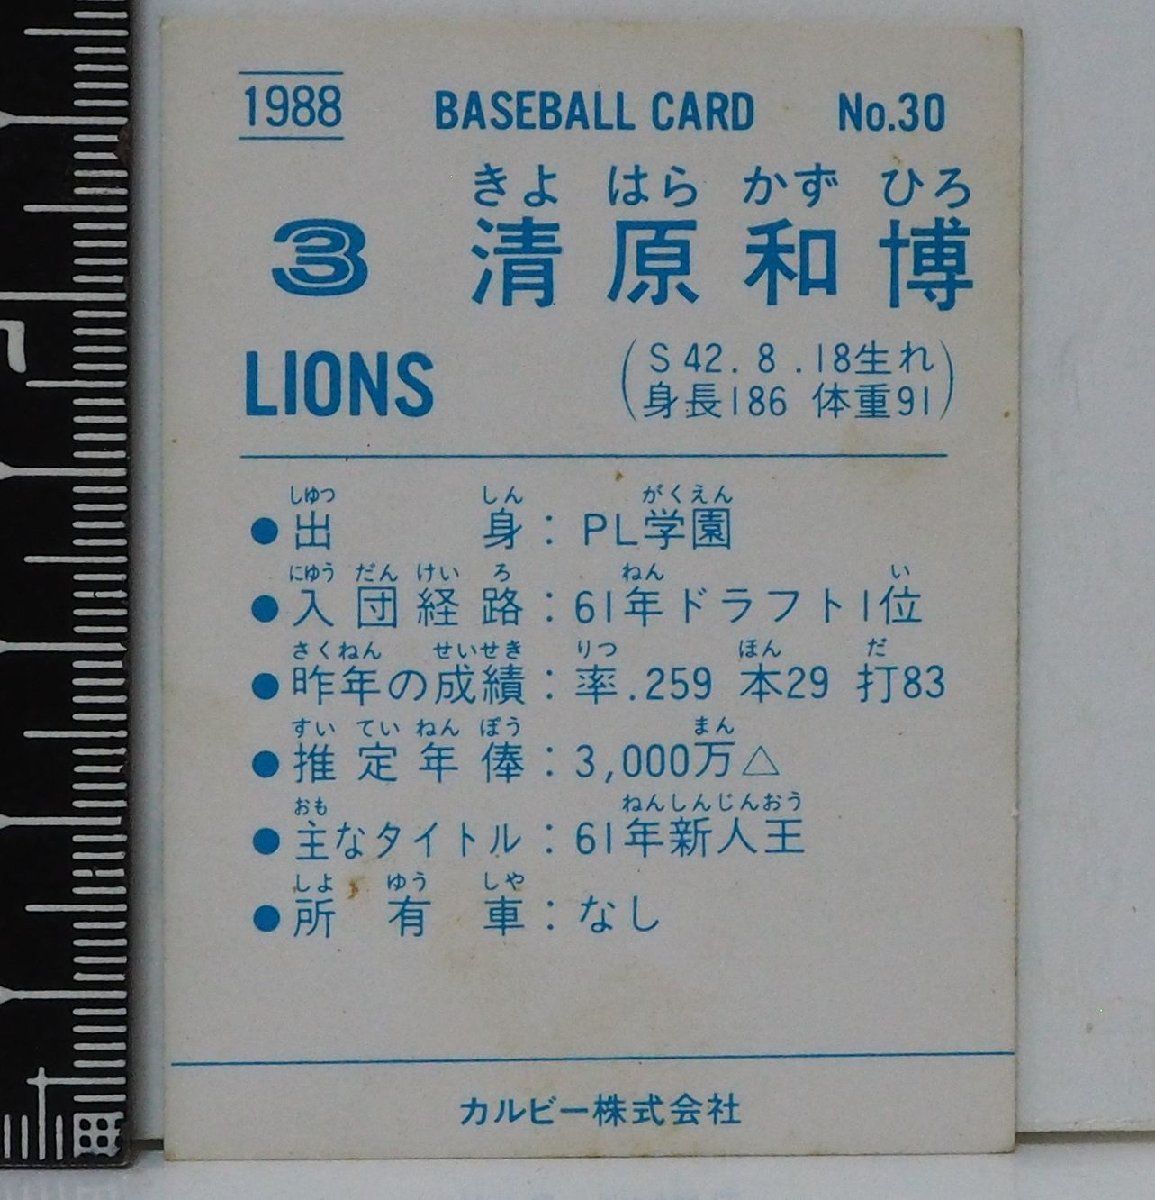 1988 BASEBALL CARD No.30
きよ はら かず ひろ
3 清原和博
LIONS
(S42.8.18生れ
身長186 体重91)
しゆつ しん がくえん
●出身:PL学園
にゆう だん けい ろ ねん い
●入団経路:61年ドラフト1位
さくねん せいせき りつ ほん だ
●昨年の成績:率.259 本29 打83
すい てい ねん ぽう まん
●推定年俸:3,000万△
おも ねんしんじんおう
●主なタイトル:61年新人王
しよ ゆう しや
●所有車:なし
カルビー株式会社